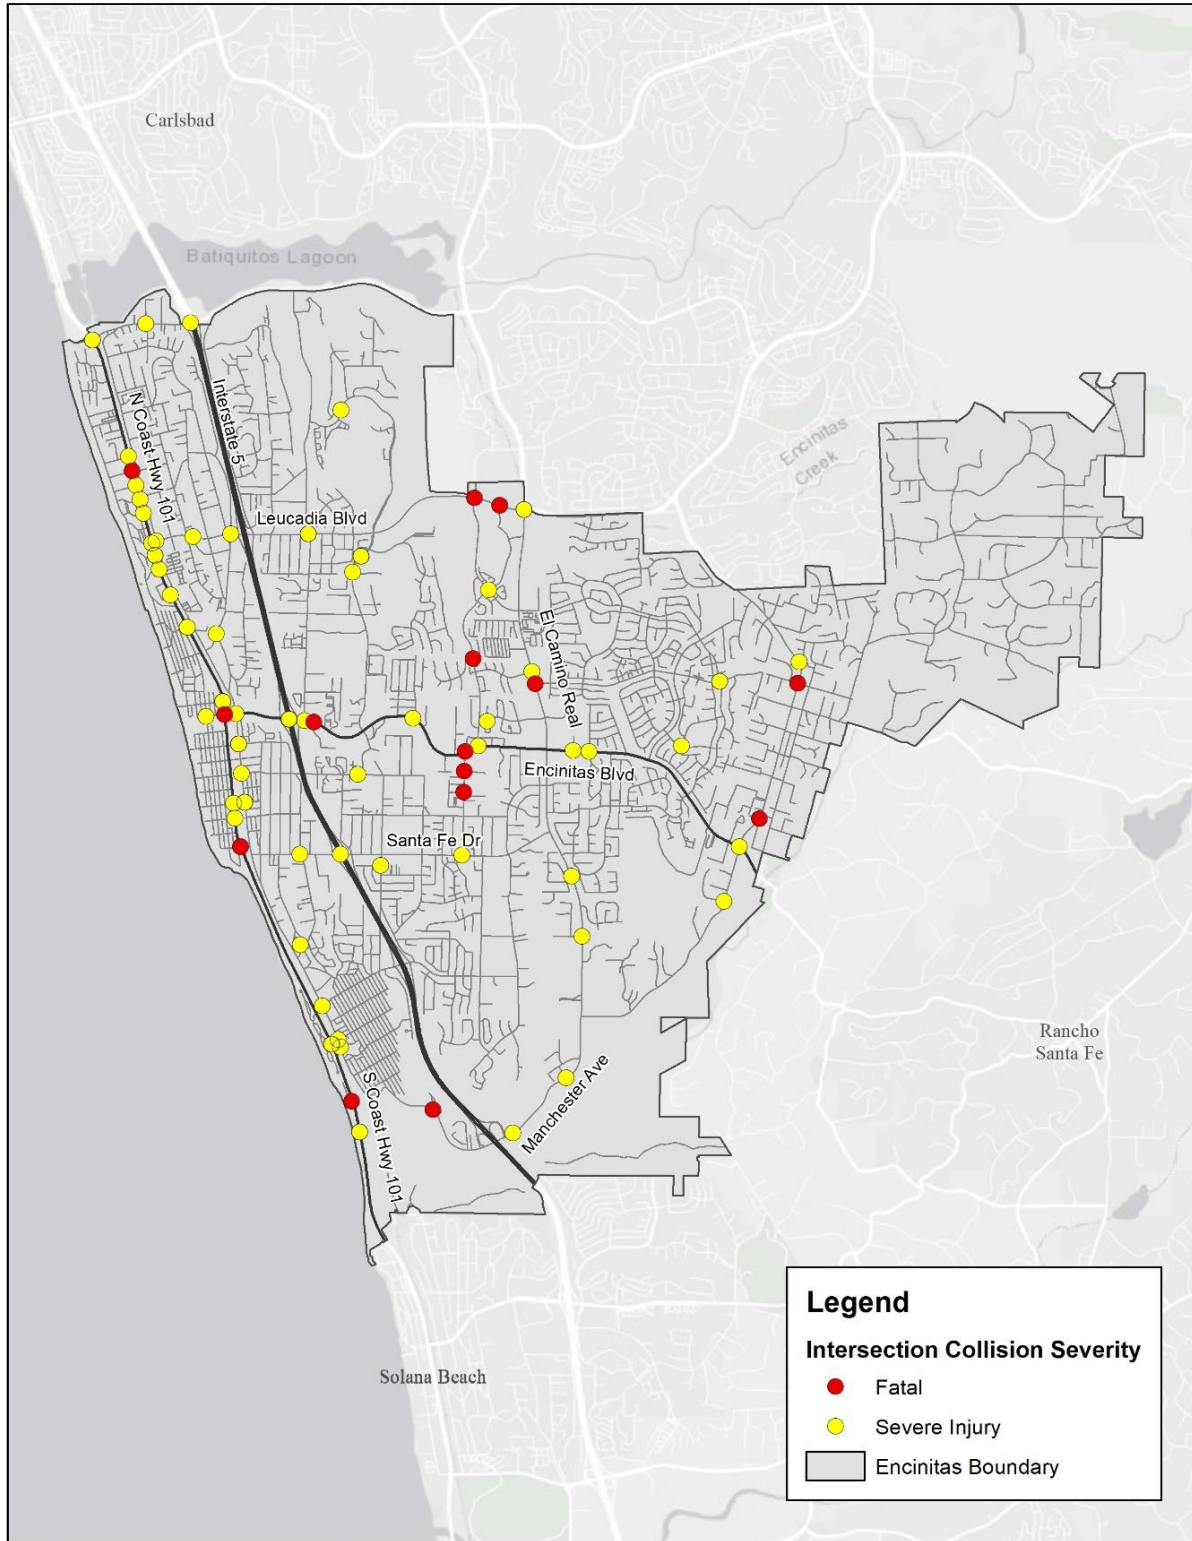 Carlsbad
Batiquitos Lagoon
N Coast Hwy 101
Interstate 5
Encinitas
Creek
Leucadia Blvd
El Camino Real
Encinitas Blvd
Santa Fe Dr
Rancho
Santa Fe
Manchester Ave
S Coast Hwy 101
Solana Beach
Legend
Intersection Collision Severity
Fatal
Severe Injury
Encinitas Boundary